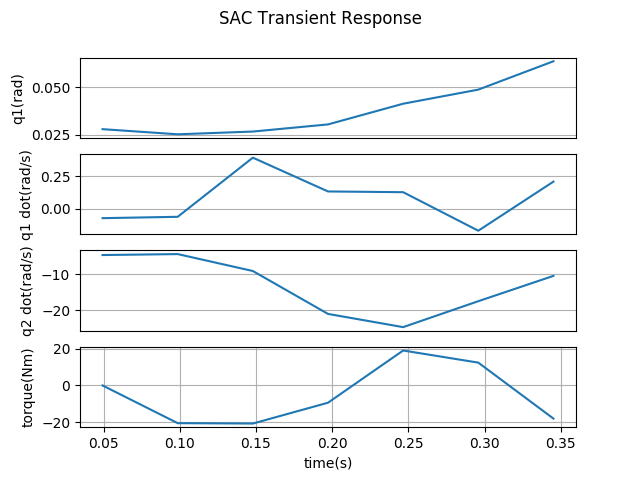 SAC Transient Response
q1(rad)
0.050
0.025
q1 dot(rad/s)
0.25
0.00
q2 dot(rad/s)
−10
−20
torque(Nm)
20
0
−20
0.05 0.10 0.15 0.20 0.25 0.30 0.35
time(s)